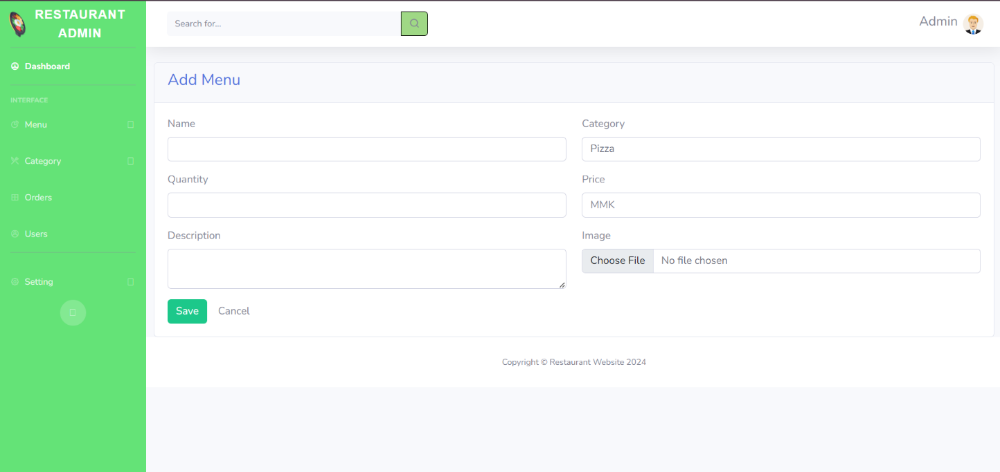 RESTAURANT
ADMIN
Dashboard
INTERFACE
Menu
Category
Orders
Users
Setting
Search for...
Admin
Add Menu
Name
Category
Pizza
Quantity
Price
MMK
Description
Image
Choose File No file chosen
Save Cancel
Copyright © Restaurant Website 2024